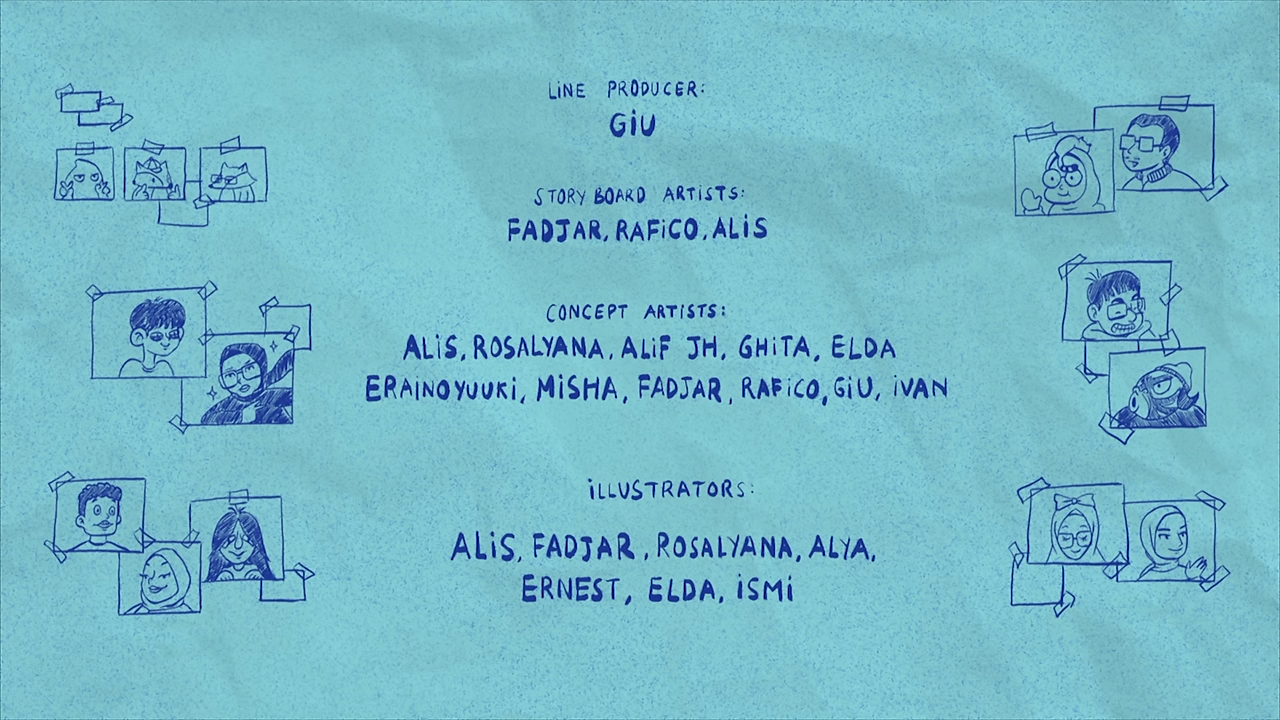 LiNE PRODUCER:
GiU
STORY BOARD ARTISTS:
FADJAR, RAFiCO, ALiS
CONCEPT ARTISTS:
ALiS, ROSALYANA, ALiF JH, GHiTA, ELDA
ERAiNOYUUKi, MiSHA, FADJAR, RAFiCO, GiU, iVAN
iLLUSTRATORS:
ALiS, FADJAR, ROSALYANA, ALYA,
ERNEST, ELDA, iSMi